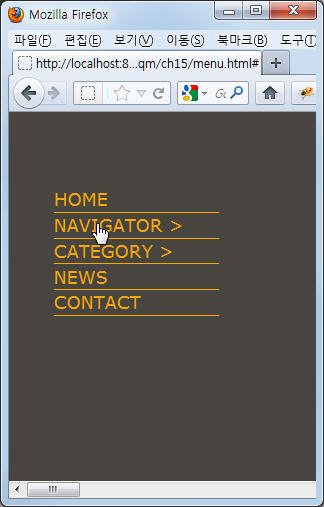 Mozilla Firefox
파일(F) 편집(E) 보기(V) 이동(S) 북마크(B) 도구(T)
http://localhost:8...qm/ch15/menu.html#
HOME
NAVIGATOR >
CATEGORY >
NEWS
CONTACT